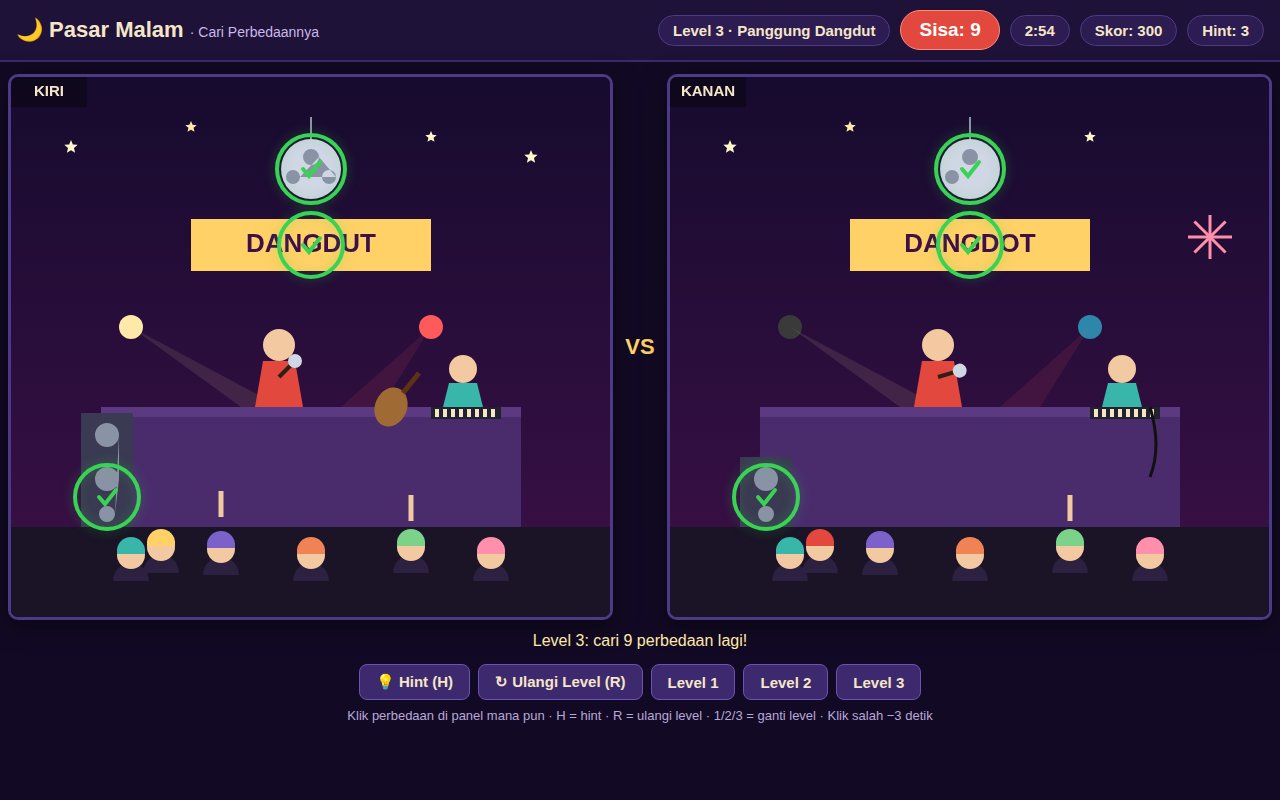 🌙 Pasar Malam · Cari Perbedaannya
Level 3 · Panggung Dangdut
Sisa: 9
2:54
Skor: 300
Hint: 3
KIRI
DANGDUT
VS
KANAN
DANGDOT
Level 3: cari 9 perbedaan lagi!
💡 Hint (H)
↻ Ulangi Level (R)
Level 1
Level 2
Level 3
Klik perbedaan di panel mana pun · H = hint · R = ulangi level · 1/2/3 = ganti level · Klik salah −3 detik